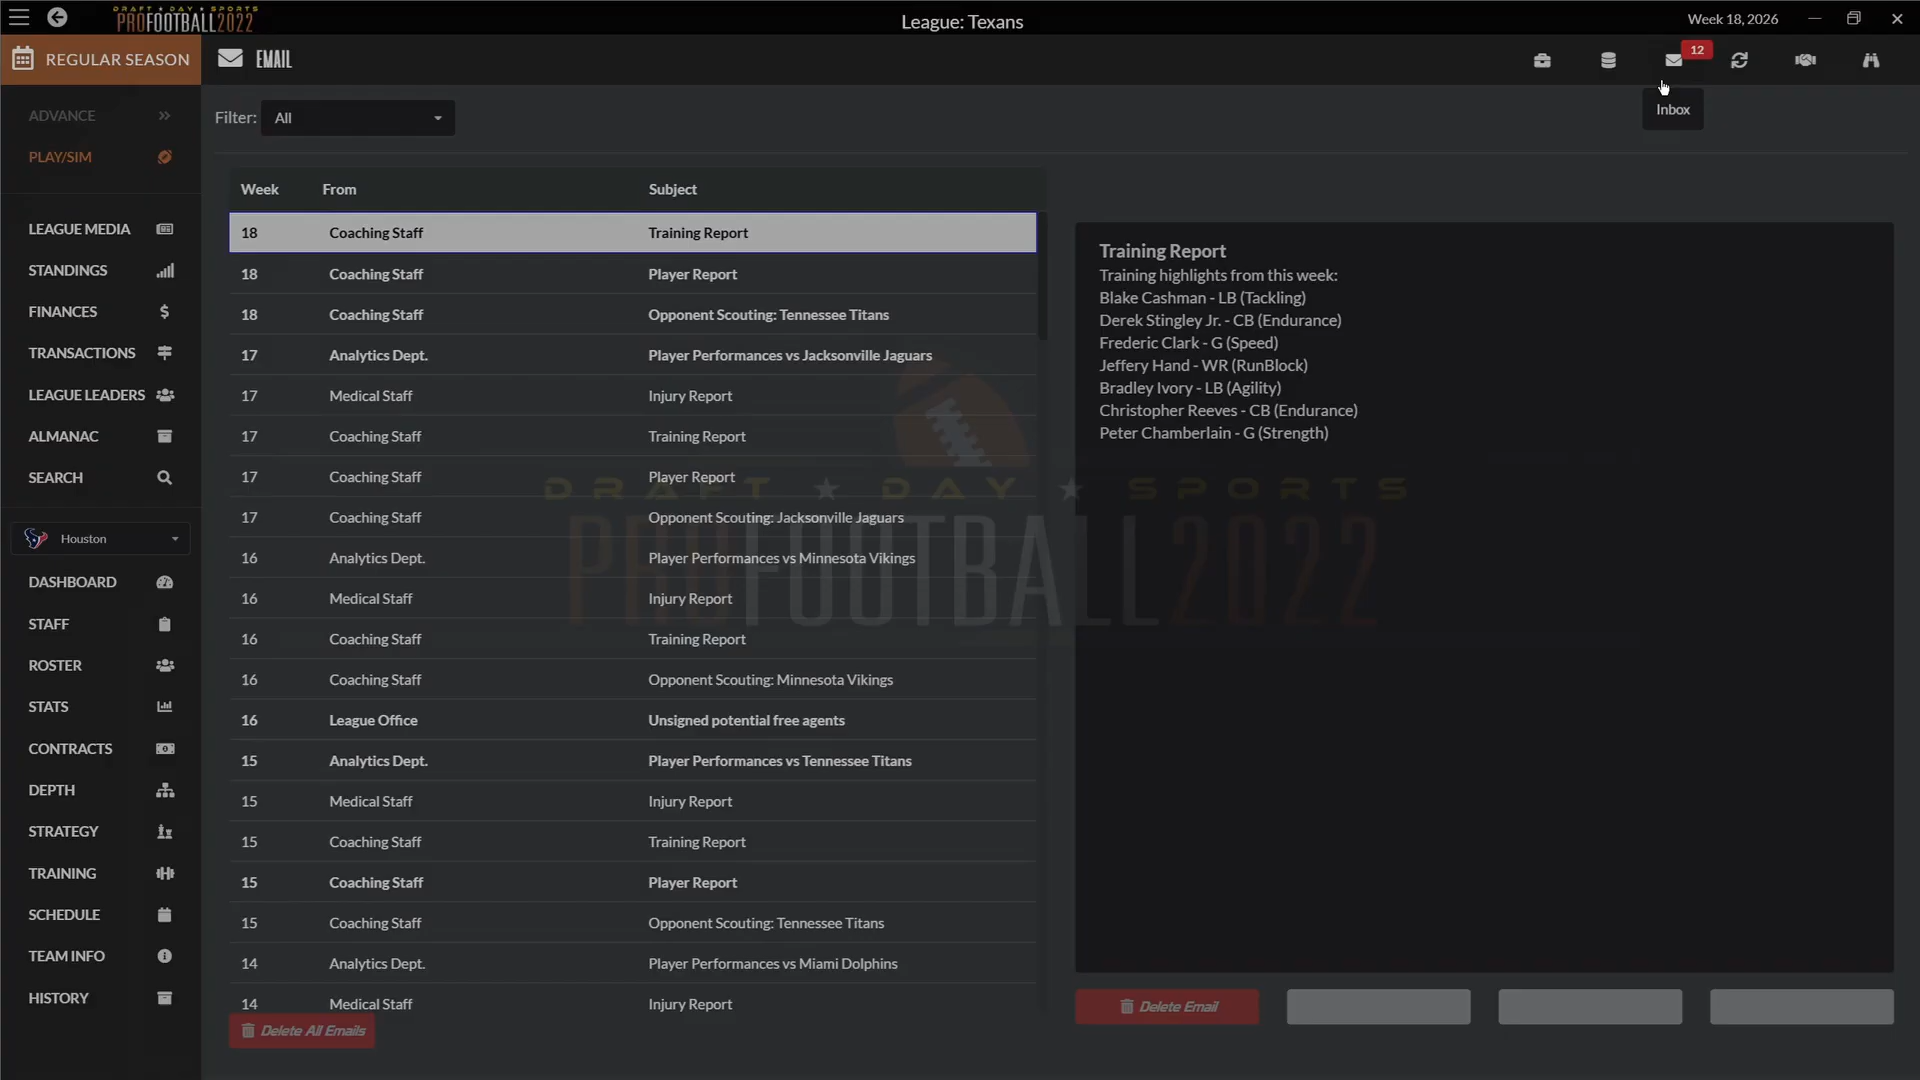 DRAFT DAY SPORTS
PROFOOTBALL2022
League: Texans
Week 18, 2026
REGULAR SEASON
EMAIL
12
Inbox
ADVANCE
PLAY/SIM
LEAGUE MEDIA
STANDINGS
FINANCES
TRANSACTIONS
LEAGUE LEADERS
ALMANAC
SEARCH
Houston
DASHBOARD
STAFF
ROSTER
STATS
CONTRACTS
DEPTH
STRATEGY
TRAINING
SCHEDULE
TEAM INFO
HISTORY
Filter: All
Week From Subject
18 Coaching Staff Training Report
18 Coaching Staff Player Report
18 Coaching Staff Opponent Scouting: Tennessee Titans
17 Analytics Dept. Player Performances vs Jacksonville Jaguars
17 Medical Staff Injury Report
17 Coaching Staff Training Report
17 Coaching Staff Player Report
17 Coaching Staff Opponent Scouting: Jacksonville Jaguars
16 Analytics Dept. Player Performances vs Minnesota Vikings
16 Medical Staff Injury Report
16 Coaching Staff Training Report
16 Coaching Staff Opponent Scouting: Minnesota Vikings
16 League Office Unsigned potential free agents
15 Analytics Dept. Player Performances vs Tennessee Titans
15 Medical Staff Injury Report
15 Coaching Staff Training Report
15 Coaching Staff Player Report
15 Coaching Staff Opponent Scouting: Tennessee Titans
14 Analytics Dept. Player Performances vs Miami Dolphins
14 Medical Staff Injury Report
Delete All Emails
DRAFT DAY SPORTS
PROFOOTBALL2022
Training Report
Training highlights from this week:
Blake Cashman - LB (Tackling)
Derek Stingley Jr. - CB (Endurance)
Frederic Clark - G (Speed)
Jeffery Hand - WR (RunBlock)
Bradley Ivory - LB (Agility)
Christopher Reeves - CB (Endurance)
Peter Chamberlain - G (Strength)
Delete Email